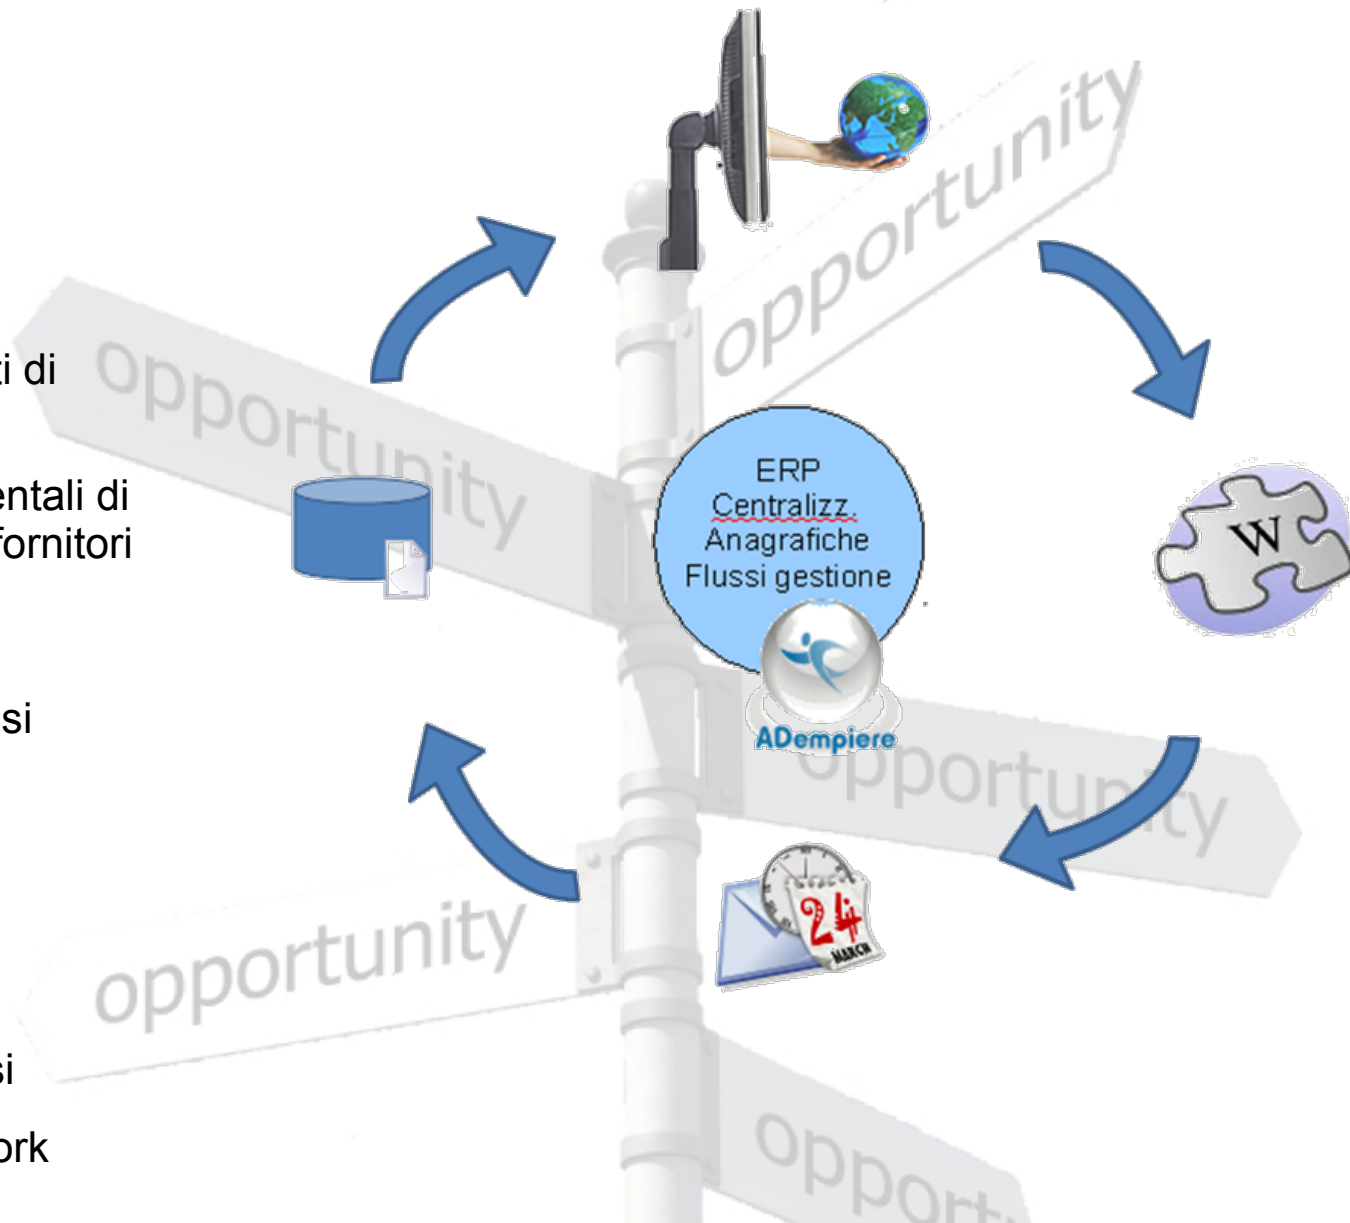 opportunity
ti di
opportunity
entali di
fornitori
ERP
Centralizz.
Anagrafiche
Flussi gestione
W
si
ADempiere
opportunity
24
MARCH
opportunity
si
ork
opport